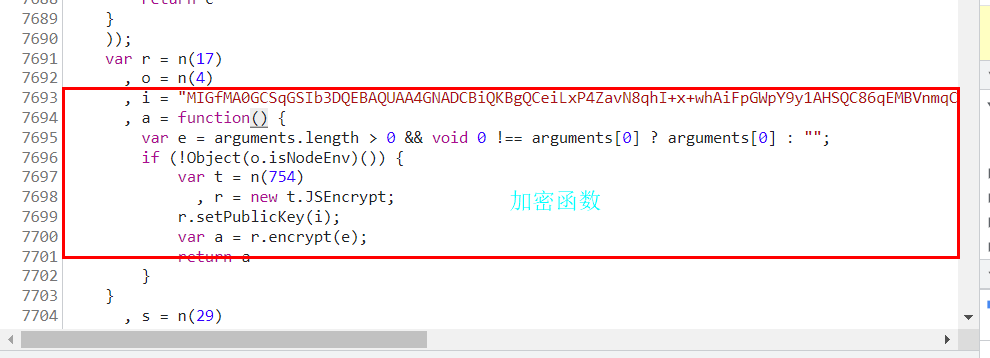 7688 return e
7689 }
7690 ));
7691 var r = n(17)
7692 , o = n(4)
7693 , i = "MIGfMA0GCSqGSIb3DQEBAQUAA4GNADCBiQKBgQCeiLxP4ZavN8qhI+x+whAiFpGWpY9y1AHSQC86qEMBVnmqC
7694 , a = function() {
7695 var e = arguments.length > 0 && void 0 !== arguments[0] ? arguments[0] : "";
7696 if (!Object(o.isNodeEnv)()) {
7697 var t = n(754)
7698 , r = new t.JSEncrypt;
加密函数
7699 r.setPublicKey(i);
7700 var a = r.encrypt(e);
7701 return a
7702 }
7703 }
7704 , s = n(29)